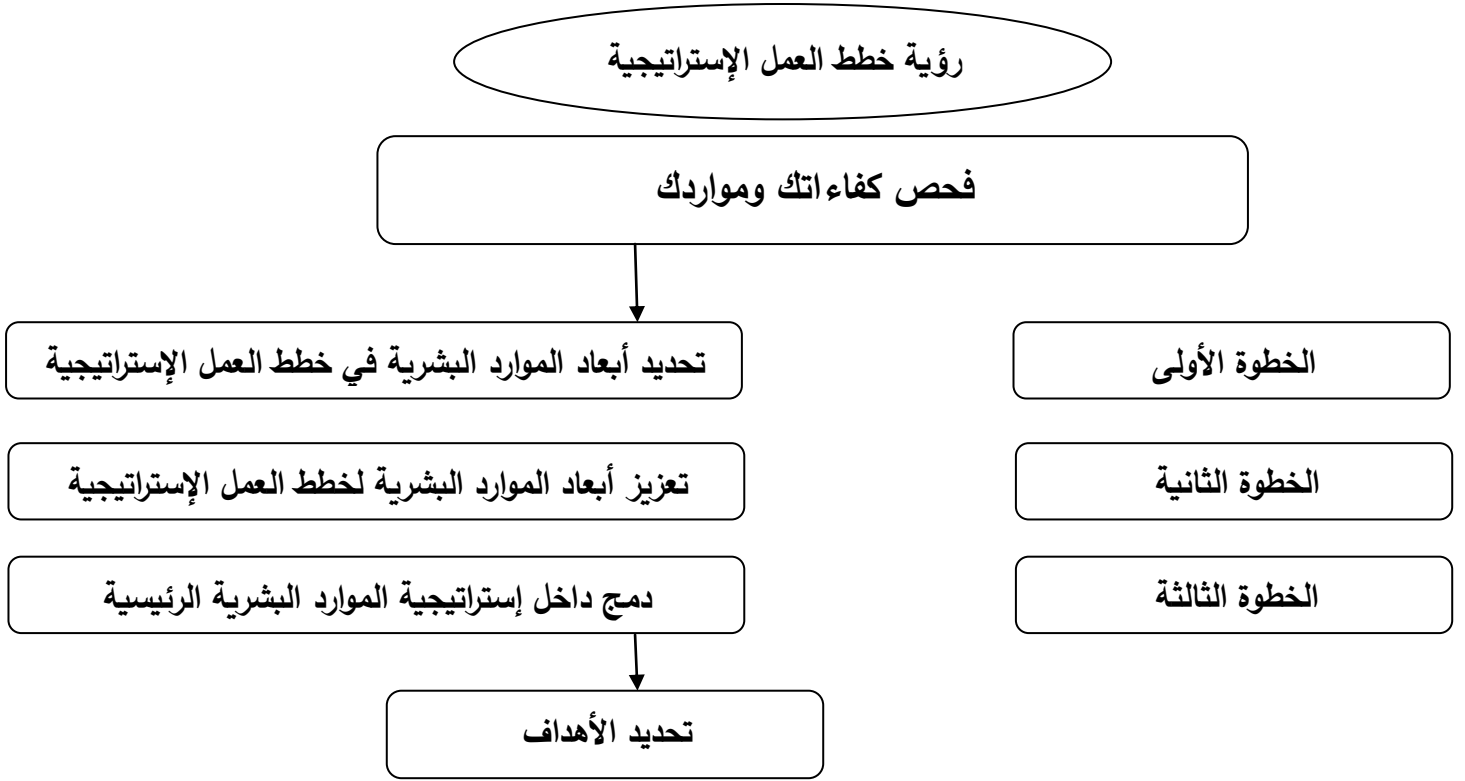 رؤية خطط العمل الإستراتيجية
فحص كفاءاتك ومواردك
الخطوة الأولى
تحديد أبعاد الموارد البشرية في خطط العمل الإستراتيجية
الخطوة الثانية
تعزيز أبعاد الموارد البشرية لخطط العمل الإستراتيجية
الخطوة الثالثة
دمج داخل إستراتيجية الموارد البشرية الرئيسية
تحديد الأهداف